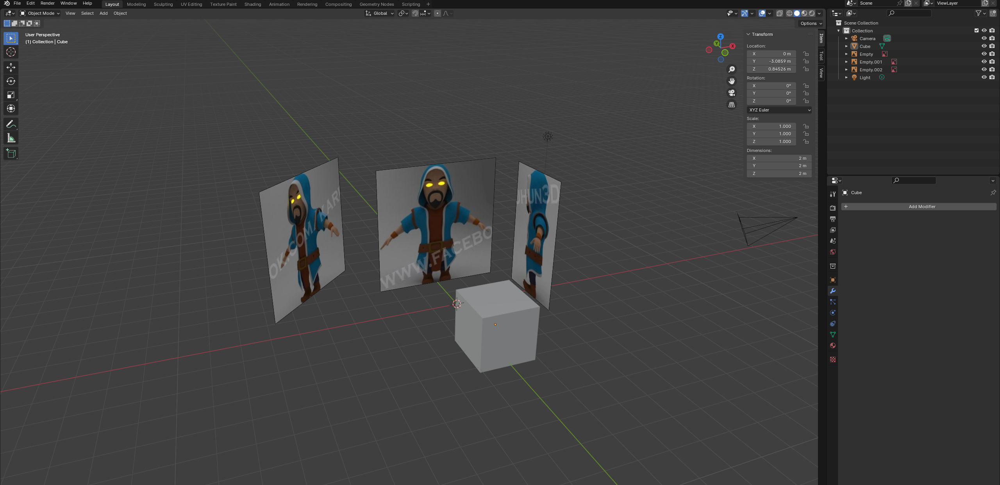 File Edit Render Window Help
Layout Modeling Sculpting UV Editing Texture Paint Shading Animation Rendering Compositing Geometry Nodes Scripting
Scene
ViewLayer
Object Mode View Select Add Object
Global
Options
User Perspective
(1) Collection | Cube
Z
Y
X
Transform
Location:
X 0 m
Y -3.0859 m
Z 0.84526 m
Rotation:
X 0°
Y 0°
Z 0°
XYZ Euler
Scale:
X 1.000
Y 1.000
Z 1.000
Dimensions:
X 2 m
Y 2 m
Z 2 m
Item
Tool
View
Scene Collection
Collection
Camera
Cube
Empty
Empty.001
Empty.002
Light
Cube
Add Modifier
OK.COM KAR
WWW.FACEBO
JHUN3D